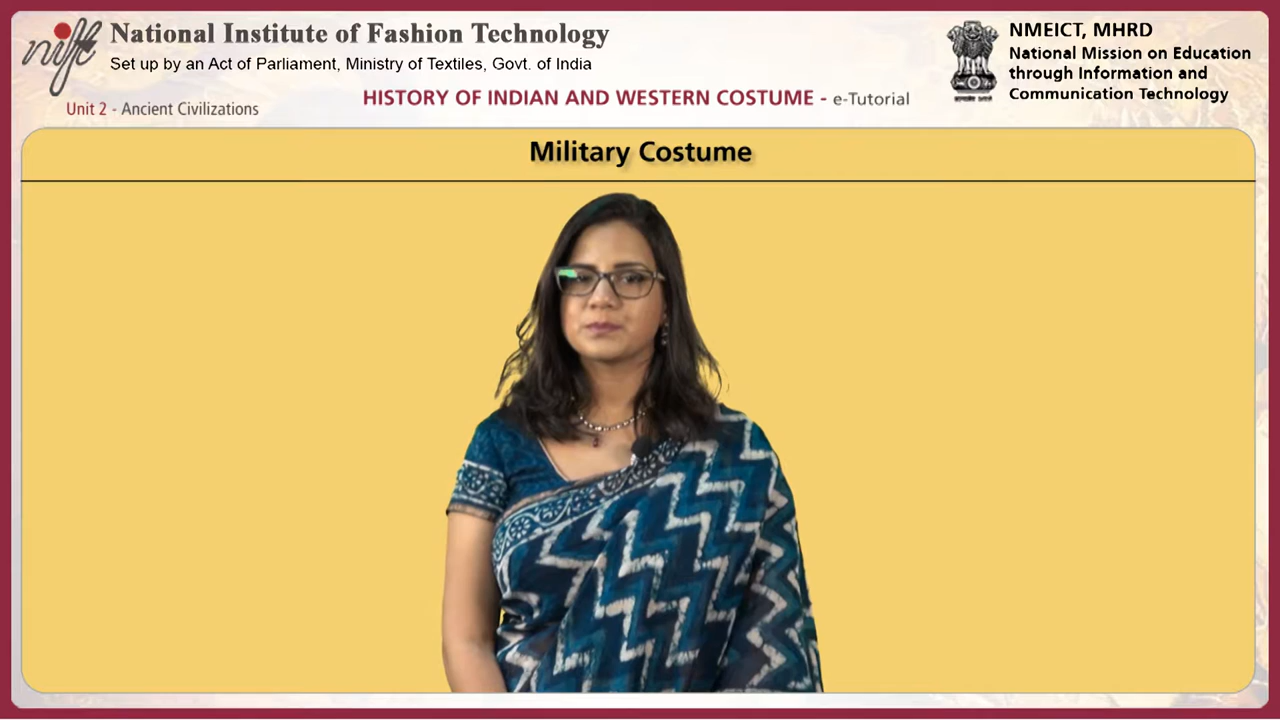 nift
National Institute of Fashion Technology
Set up by an Act of Parliament, Ministry of Textiles, Govt. of India
NMEICT, MHRD
National Mission on Education
through Information and
Communication Technology
Unit 2 - Ancient Civilizations
HISTORY OF INDIAN AND WESTERN COSTUME - e-Tutorial
Military Costume